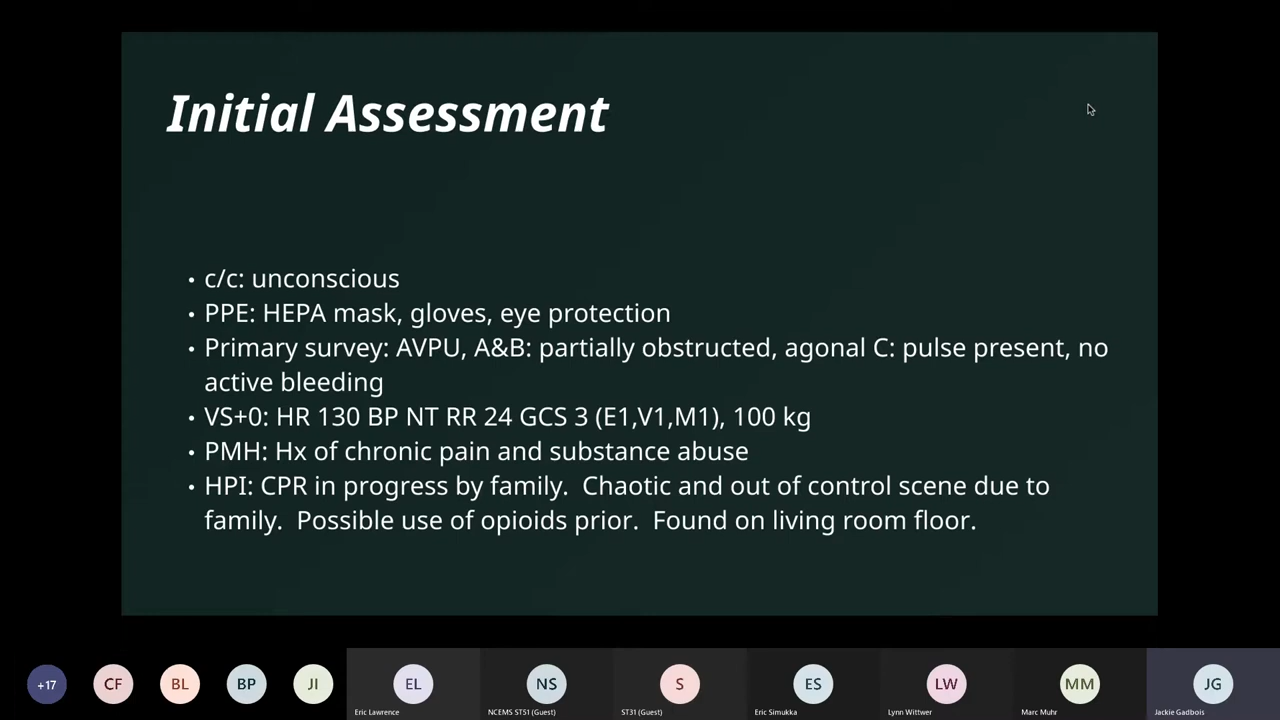 Initial Assessment
• c/c: unconscious
• PPE: HEPA mask, gloves, eye protection
• Primary survey: AVPU, A&B: partially obstructed, agonal C: pulse present, no
active bleeding
• VS+0: HR 130 BP NT RR 24 GCS 3 (E1,V1,M1), 100 kg
• PMH: Hx of chronic pain and substance abuse
• HPI: CPR in progress by family.  Chaotic and out of control scene due to
family.  Possible use of opioids prior.  Found on living room floor.
+17 CF BL BP JI EL NS S ES LW MM JG
Eric Lawrence NCEMS ST51 (Guest) ST31 (Guest) Eric Simukka Lynn Wittwer Marc Muhr Jackie Gadbois